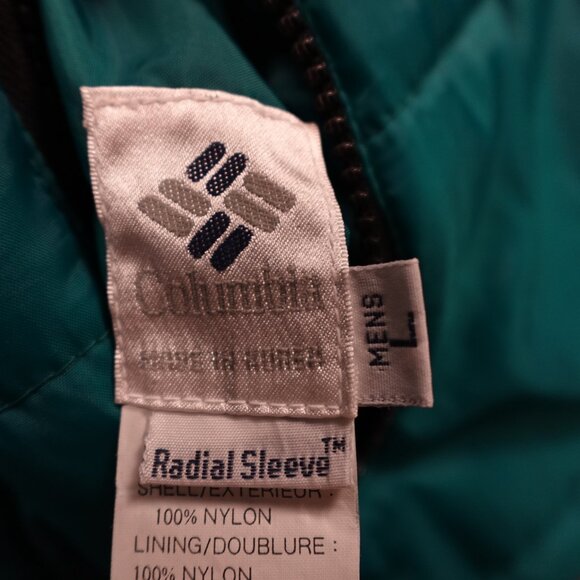 Columbia
MADE IN KOREA
MENS
L
Radial Sleeve™
SHELL/EXTERIEUR :
100% NYLON
LINING/DOUBLURE :
100% NYLON